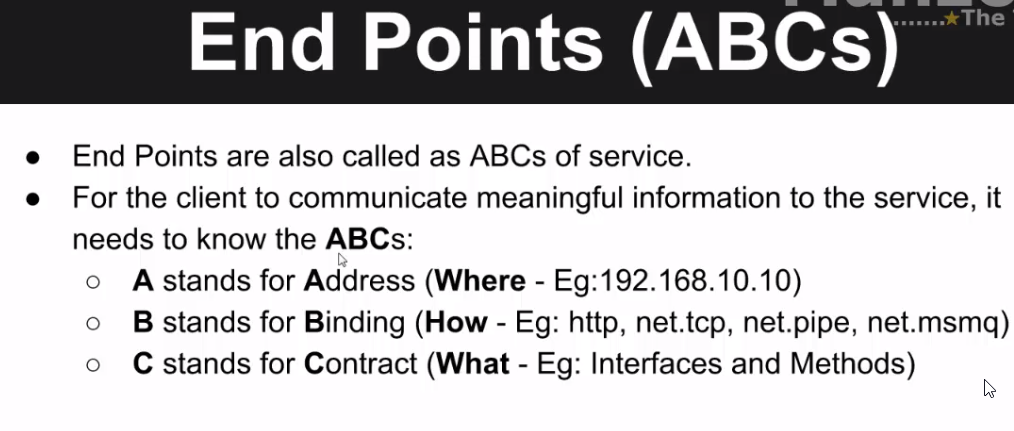 .......★The
End Points (ABCs)
● End Points are also called as ABCs of service.
● For the client to communicate meaningful information to the service, it
needs to know the ABCs:
○ A stands for Address (Where - Eg:192.168.10.10)
○ B stands for Binding (How - Eg: http, net.tcp, net.pipe, net.msmq)
○ C stands for Contract (What - Eg: Interfaces and Methods)